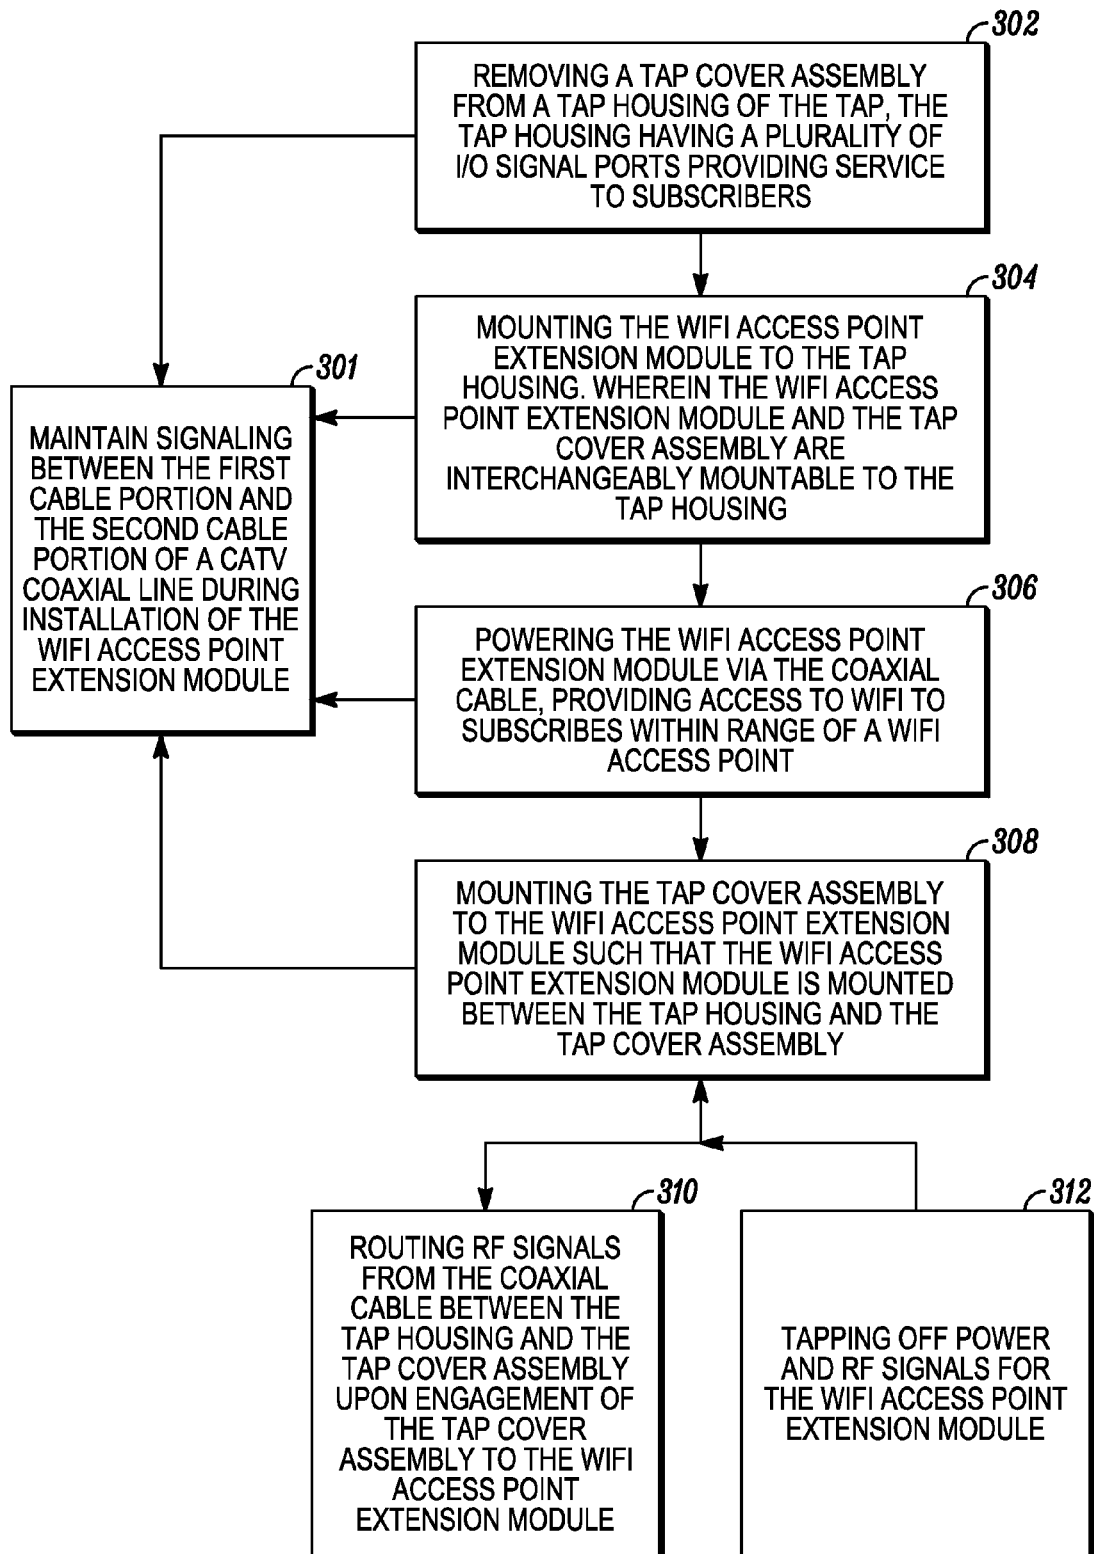 302
REMOVING A TAP COVER ASSEMBLY
FROM A TAP HOUSING OF THE TAP, THE
TAP HOUSING HAVING A PLURALITY OF
I/O SIGNAL PORTS PROVIDING SERVICE
TO SUBSCRIBERS
304
MOUNTING THE WIFI ACCESS POINT
EXTENSION MODULE TO THE TAP
HOUSING. WHEREIN THE WIFI ACCESS
POINT EXTENSION MODULE AND THE TAP
COVER ASSEMBLY ARE
INTERCHANGEABLY MOUNTABLE TO THE
TAP HOUSING
301
MAINTAIN SIGNALING
BETWEEN THE FIRST
CABLE PORTION AND
THE SECOND CABLE
PORTION OF A CATV
COAXIAL LINE DURING
INSTALLATION OF THE
WIFI ACCESS POINT
EXTENSION MODULE
306
POWERING THE WIFI ACCESS POINT
EXTENSION MODULE VIA THE COAXIAL
CABLE, PROVIDING ACCESS TO WIFI TO
SUBSCRIBES WITHIN RANGE OF A WIFI
ACCESS POINT
308
MOUNTING THE TAP COVER ASSEMBLY
TO THE WIFI ACCESS POINT EXTENSION
MODULE SUCH THAT THE WIFI ACCESS
POINT EXTENSION MODULE IS MOUNTED
BETWEEN THE TAP HOUSING AND THE
TAP COVER ASSEMBLY
310
ROUTING RF SIGNALS
FROM THE COAXIAL
CABLE BETWEEN THE
TAP HOUSING AND THE
TAP COVER ASSEMBLY
UPON ENGAGEMENT OF
THE TAP COVER
ASSEMBLY TO THE WIFI
ACCESS POINT
EXTENSION MODULE
312
TAPPING OFF POWER
AND RF SIGNALS FOR
THE WIFI ACCESS POINT
EXTENSION MODULE